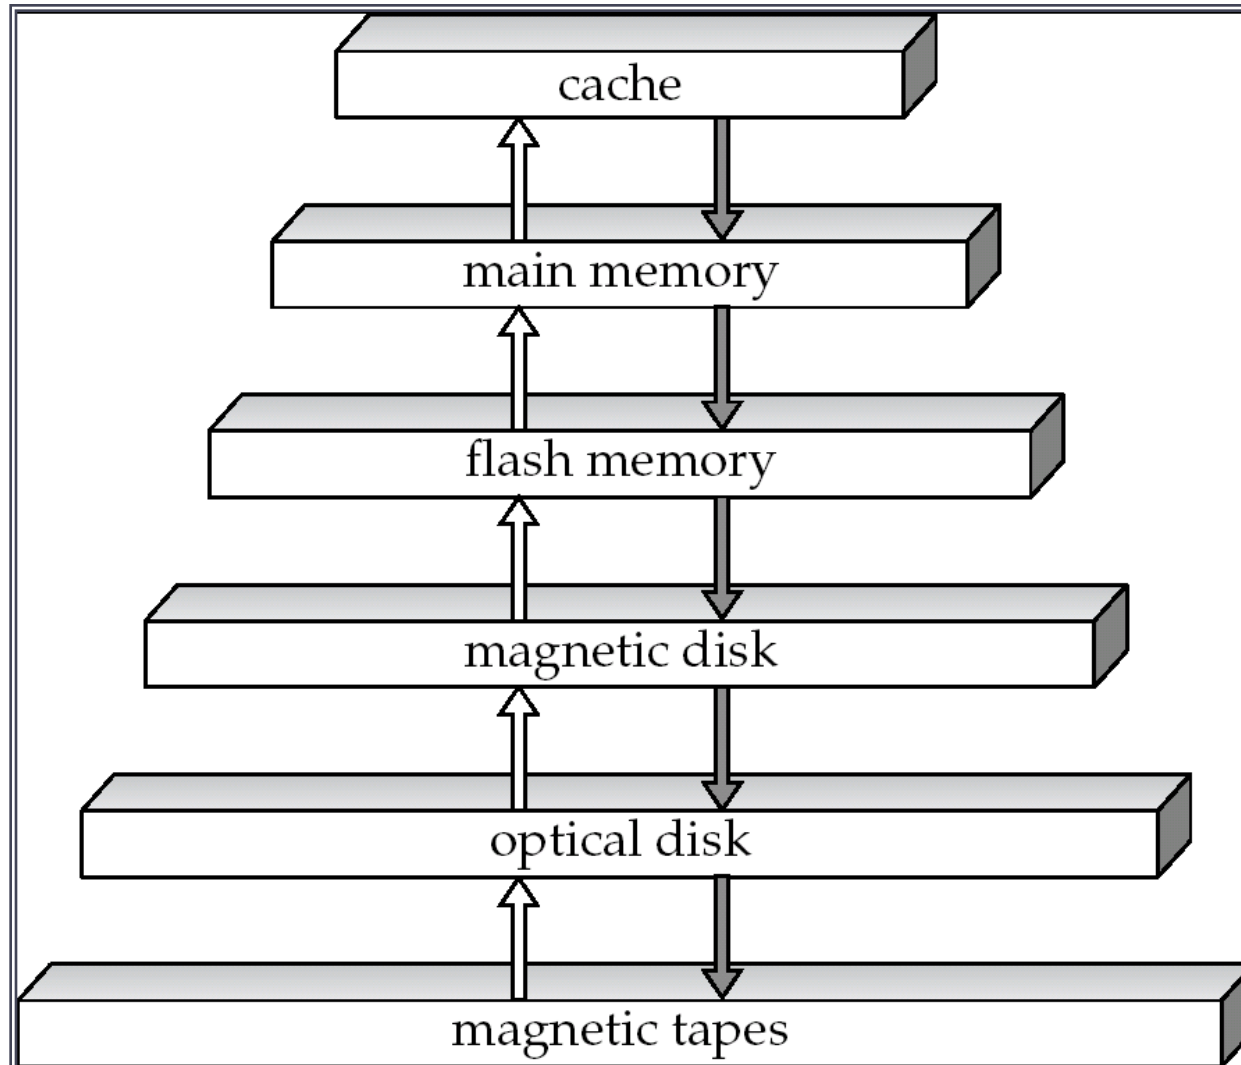 cache
main memory
flash memory
magnetic disk
optical disk
magnetic tapes